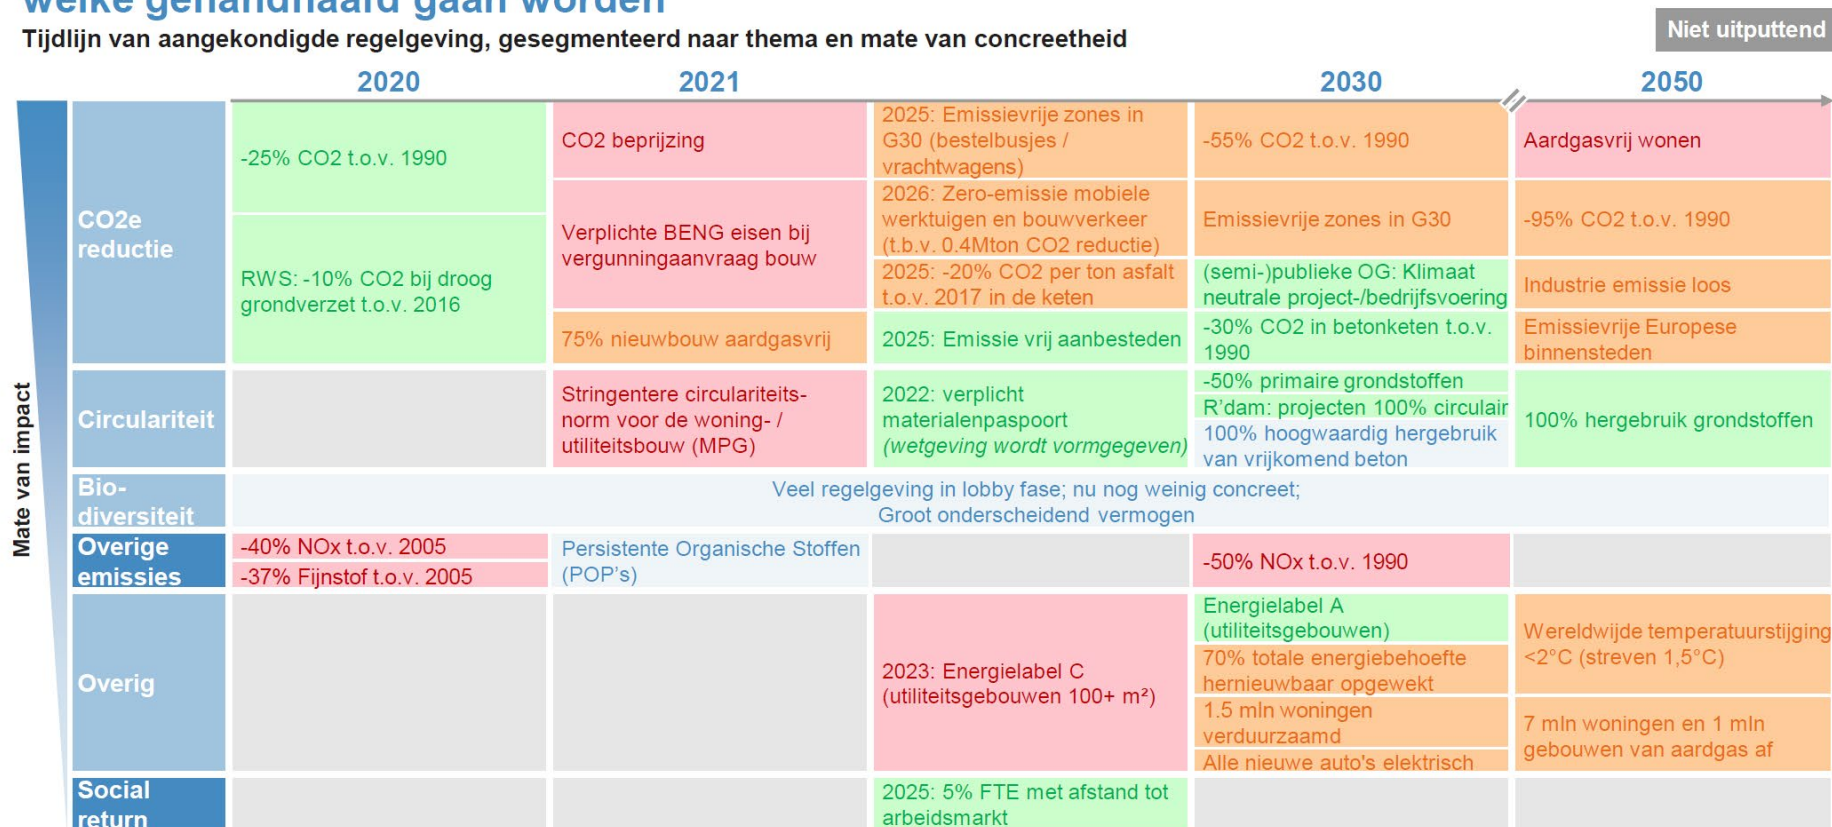 welke gehandhaard gaan worden
Tijdlijn van aangekondigde regelgeving, gesegmenteerd naar thema en mate van concreetheid
Niet uitputtend
2020
2021
2030
2050
Mate van impact
CO2e
reductie
-25% CO2 t.o.v. 1990
RWS: -10% CO2 bij droog
grondverzet t.o.v. 2016
CO2 beprijzing
Verplichte BENG eisen bij
vergunningaanvraag bouw
75% nieuwbouw aardgasvrij
2025: Emissievrije zones in
G30 (bestelbusjes /
vrachtwagens)
2026: Zero-emissie mobiele
werktuigen en bouwverkeer
(t.b.v. 0.4Mton CO2 reductie)
2025: -20% CO2 per ton asfalt
t.o.v. 2017 in de keten
2025: Emissie vrij aanbesteden
-55% CO2 t.o.v. 1990
Emissievrije zones in G30
(semi-)publieke OG: Klimaat
neutrale project-/bedrijfsvoering
-30% CO2 in betonketen t.o.v.
1990
Aardgasvrij wonen
-95% CO2 t.o.v. 1990
Industrie emissie loos
Emissievrije Europese
binnensteden
Circulariteit
Stringentere circulariteits-
norm voor de woning- /
utiliteitsbouw (MPG)
2022: verplicht
materialenpaspoort
(wetgeving wordt vormgegeven)
-50% primaire grondstoffen
R'dam: projecten 100% circulair
100% hoogwaardig hergebruik
van vrijkomend beton
100% hergebruik grondstoffen
Bio-
diversiteit
Veel regelgeving in lobby fase; nu nog weinig concreet;
Groot onderscheidend vermogen
Overige
emissies
-40% NOx t.o.v. 2005
-37% Fijnstof t.o.v. 2005
Persistente Organische Stoffen
(POP's)
-50% NOx t.o.v. 1990
Overig
2023: Energielabel C
(utiliteitsgebouwen 100+ m²)
Energielabel A
(utiliteitsgebouwen)
70% totale energiebehoefte
hernieuwbaar opgewekt
1.5 mln woningen
verduurzaamd
Alle nieuwe auto's elektrisch
Wereldwijde temperatuurstijging
<2°C (streven 1,5°C)
7 mln woningen en 1 mln
gebouwen van aardgas af
Social
return
2025: 5% FTE met afstand tot
arbeidsmarkt